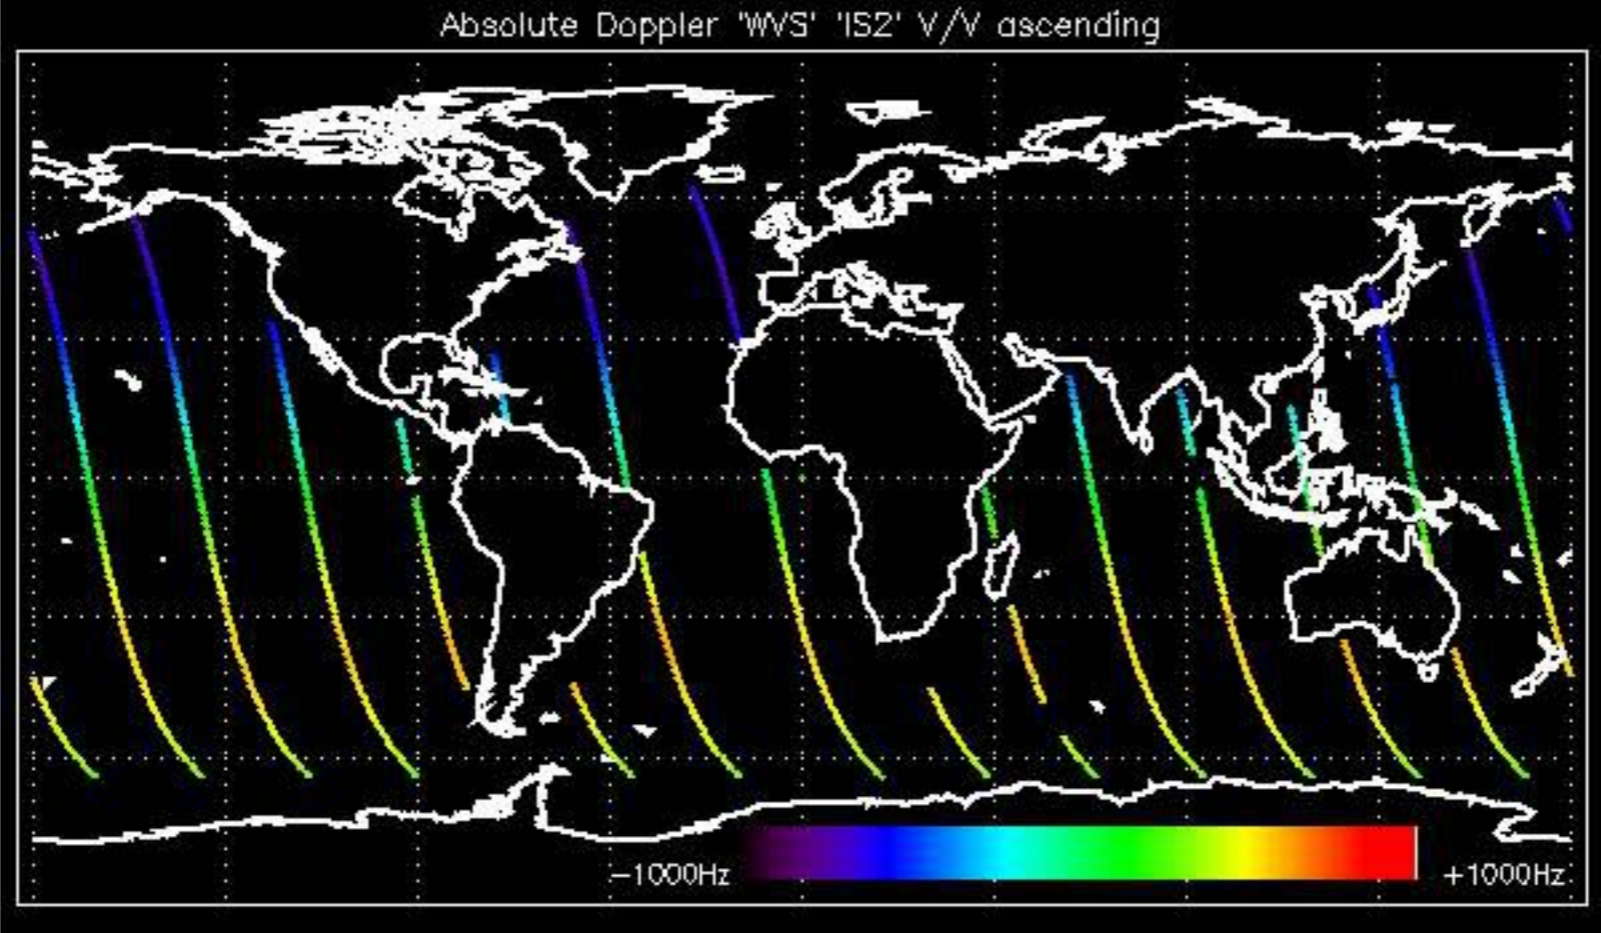 Absolute Doppler 'WVS' 'IS2' V/V ascending
-1000Hz +1000Hz